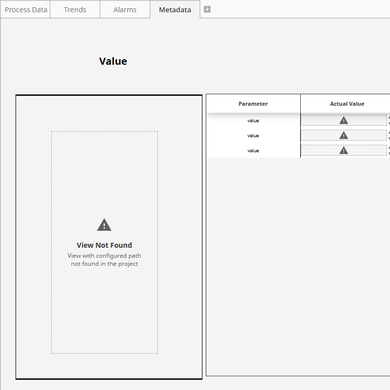 Process Data Trends Alarms Metadata
Value
Parameter Actual Value
value
value
value
View Not Found
View with configured path
not found in the project